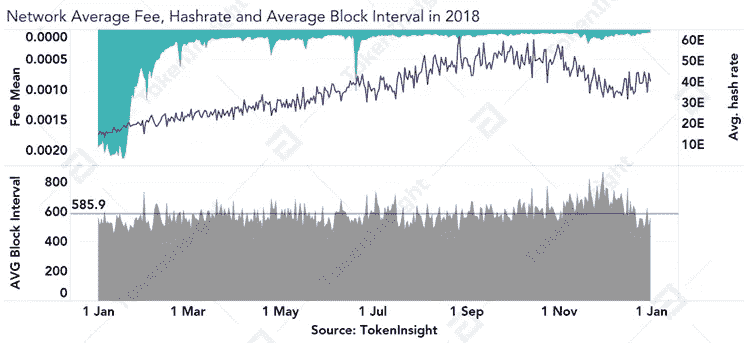 Network Average Fee, Hashrate and Average Block Interval in 2018
0.0000
0.0005
0.0010
0.0015
0.0020
Fee Mean
60E
50E
40E
30E
20E
10E
Avg. hash rate
800
600
400
200
0
AVG Block Interval
585.9
1 Jan
1 Mar
1 May
1 Jul
1 Sep
1 Nov
1 Jan
Source: TokenInsight
TokenInsight